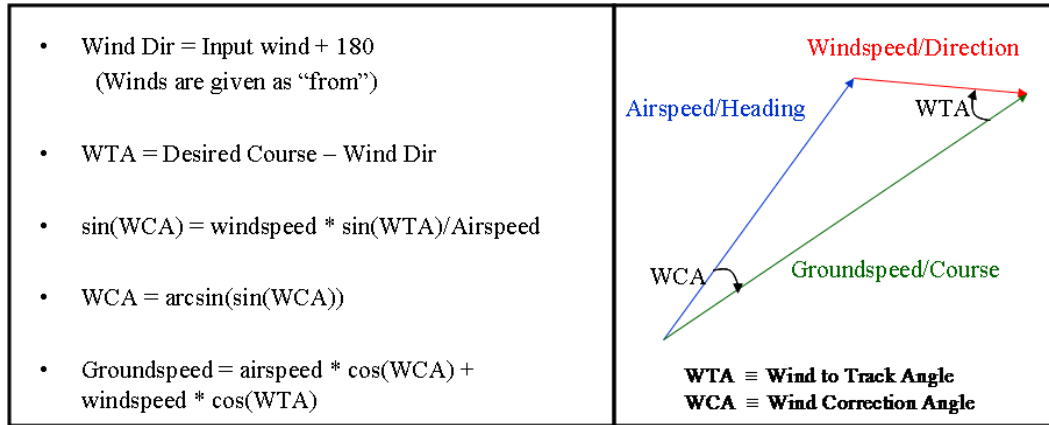 • Wind Dir = Input wind + 180
(Winds are given as “from”)
• WTA = Desired Course – Wind Dir
• sin(WCA) = windspeed * sin(WTA)/Airspeed
• WCA = arcsin(sin(WCA))
• Groundspeed = airspeed * cos(WCA) +
windspeed * cos(WTA)
Windspeed/Direction
Airspeed/Heading
WTA
WCA
Groundspeed/Course
WTA ≡ Wind to Track Angle
WCA ≡ Wind Correction Angle